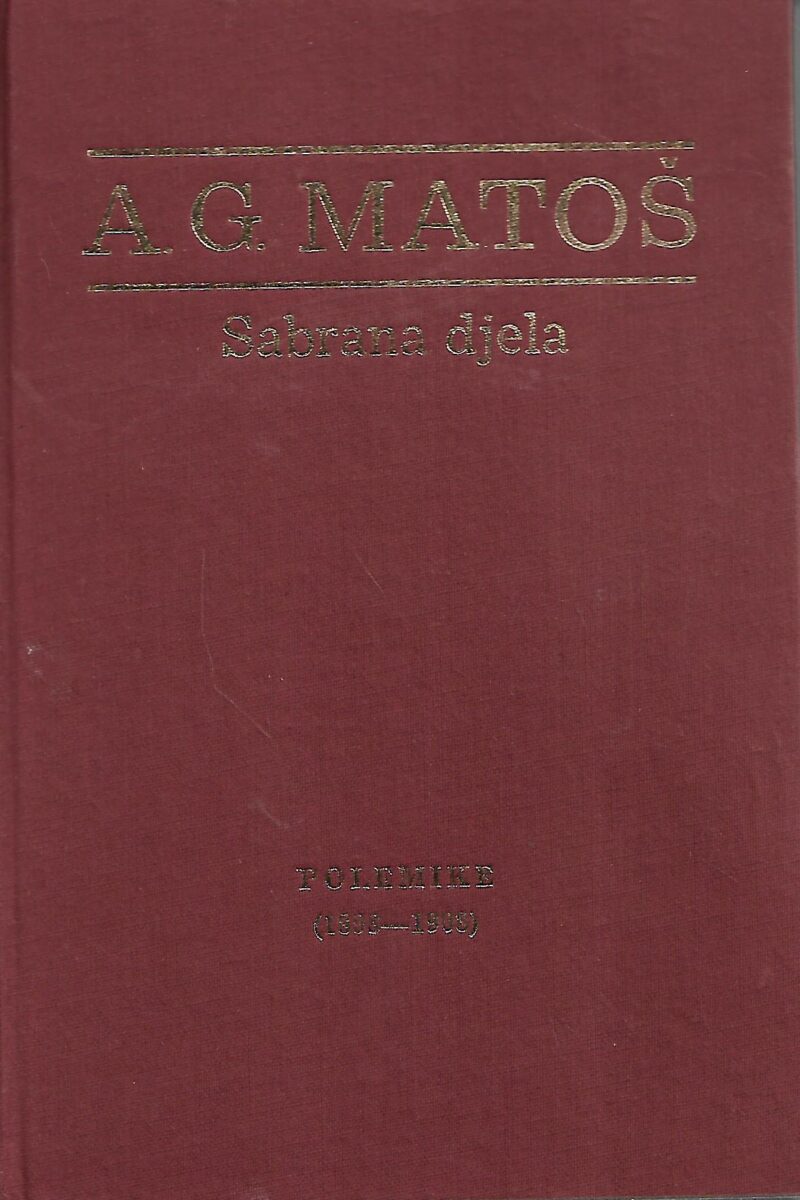 A. G. MATOŠ
Sabrana djela
POLEMIKE